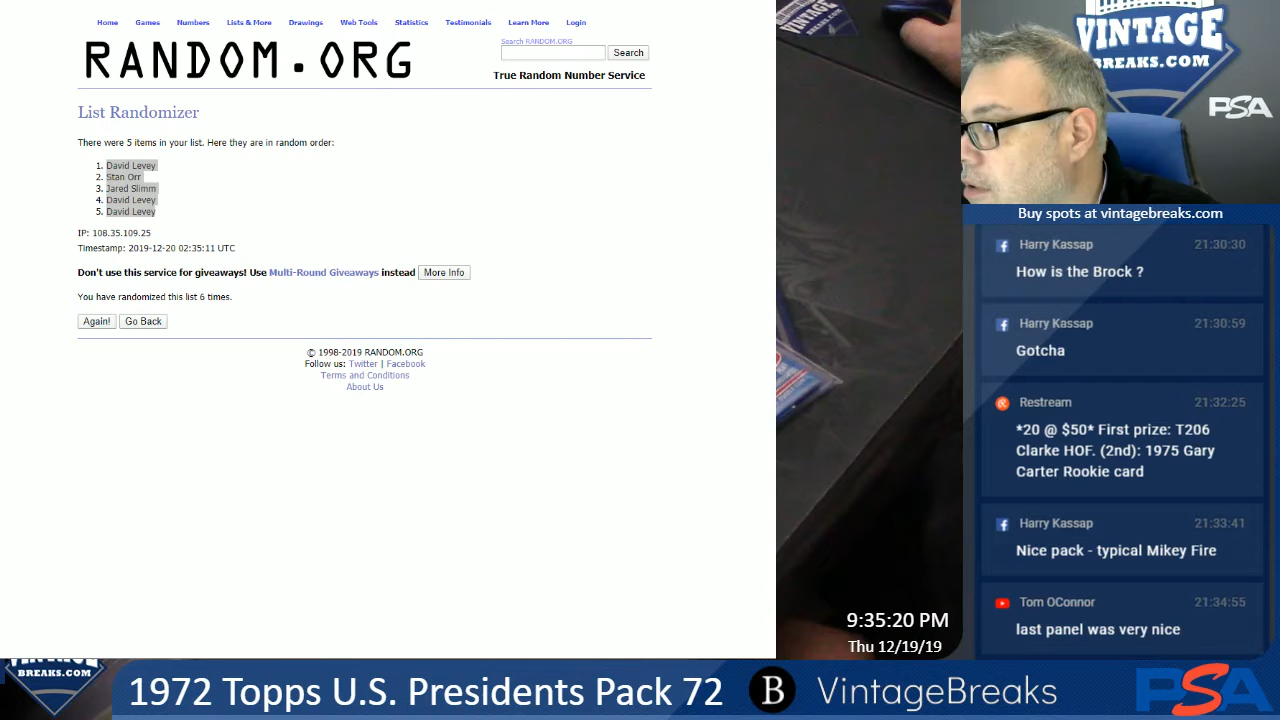 Home Games Numbers Lists & More Drawings Web Tools Statistics Testimonials Learn More Login
RANDOM.ORG
Search RANDOM.ORG
Search
True Random Number Service
List Randomizer
There were 5 items in your list. Here they are in random order:
1. David Levey
2. Stan Orr
3. Jared Slimm
4. David Levey
5. David Levey
IP: 108.35.109.25
Timestamp: 2019-12-20 02:35:11 UTC
Don't use this service for giveaways! Use Multi-Round Giveaways instead More Info
You have randomized this list 6 times.
Again! Go Back
© 1998-2019 RANDOM.ORG
Follow us: Twitter | Facebook
Terms and Conditions
About Us
VINTAGE
BREAKS.COM
PSA
Buy spots at vintagebreaks.com
Harry Kassap 21:30:30
How is the Brock ?
Harry Kassap 21:30:59
Gotcha
Restream 21:32:25
*20 @ $50* First prize: T206
Clarke HOF. (2nd): 1975 Gary
Carter Rookie card
Harry Kassap 21:33:41
Nice pack - typical Mikey Fire
Tom OConnor 21:34:55
last panel was very nice
9:35:20 PM
Thu 12/19/19
VINTAGE
BREAKS.COM
1972 Topps U.S. Presidents Pack 72
B VintageBreaks
PSA